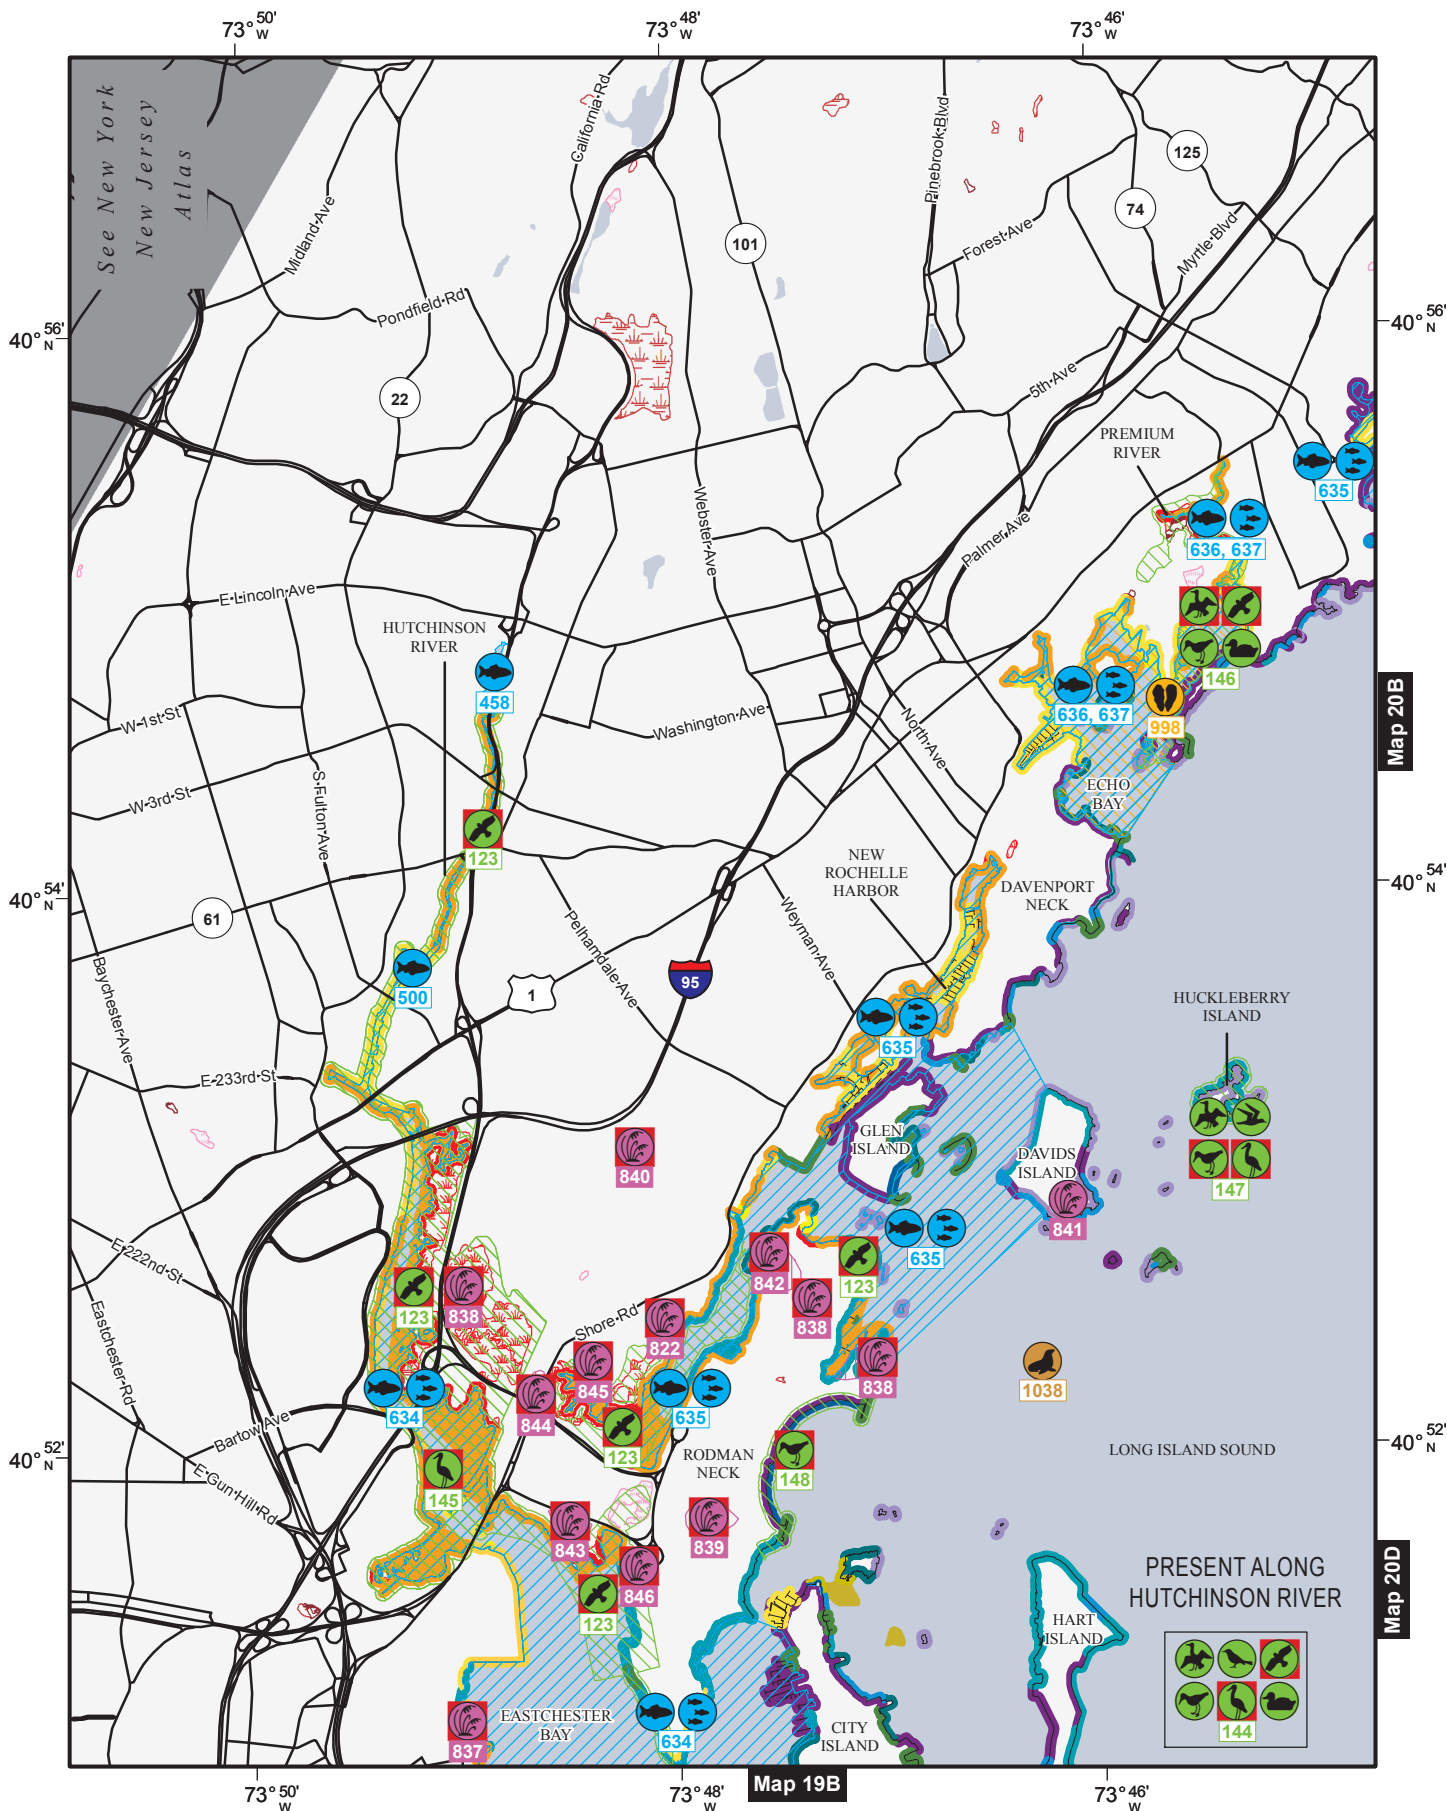 73° 50' W
73° 48' W
73° 46' W
See New York
New Jersey
Atlas
California Rd
Pinebrook Blvd
125
74
Midland Ave
101
Forest Ave
Myrtle Blvd
Pondfield Rd
40° 56' N
40° 56' N
22
5th Ave
PREMIUM
RIVER
635
Webster Ave
Palmer Ave
636, 637
E Lincoln Ave
HUTCHINSON
RIVER
146
458
636, 637
998
Map 20B
W 1st St
Washington Ave
North Ave
S Fulton Ave
W 3rd St
ECHO
BAY
123
NEW
ROCHELLE
HARBOR
DAVENPORT
NECK
40° 54' N
40° 54' N
61
Weyman Ave
Pelhamdale Ave
Baychester Ave
500
1
95
HUCKLEBERRY
ISLAND
635
E 233rd St
GLEN
ISLAND
DAVIDS
ISLAND
840
147
841
E 222nd St
635
842
123
123
838
838
Eastchester Rd
Shore Rd
822
845
838
1038
844
634
635
Bartow Ave
123
RODMAN
NECK
LONG ISLAND SOUND
40° 52' N
40° 52' N
148
E Gun Hill Rd
145
843
839
846
123
PRESENT ALONG
HUTCHINSON RIVER
HART
ISLAND
Map 20D
144
EASTCHESTER
BAY
634
CITY
ISLAND
837
Map 19B
73° 50' W
73° 48' W
73° 46' W